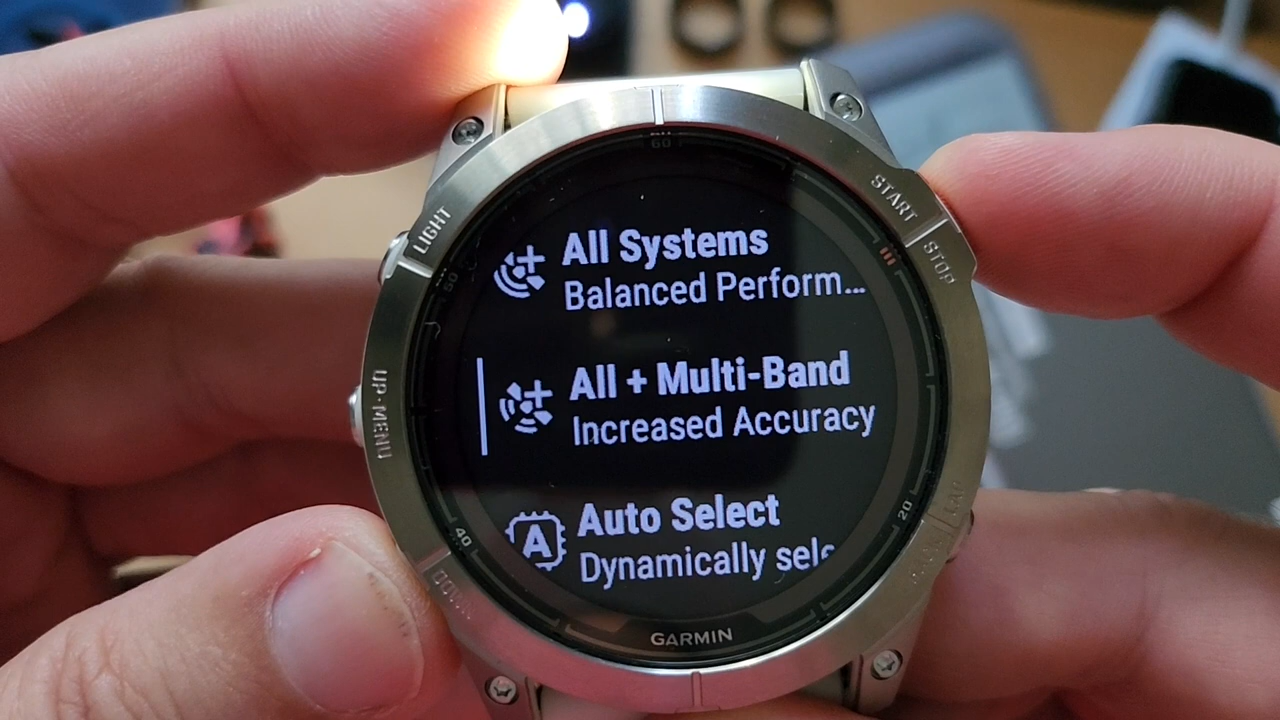 60
LIGHT
START
STOP
50
All Systems
Balanced Perform...
UP·MENU
All + Multi-Band
Increased Accuracy
A
Auto Select
Dynamically sele
40
20
LAP
GARMIN